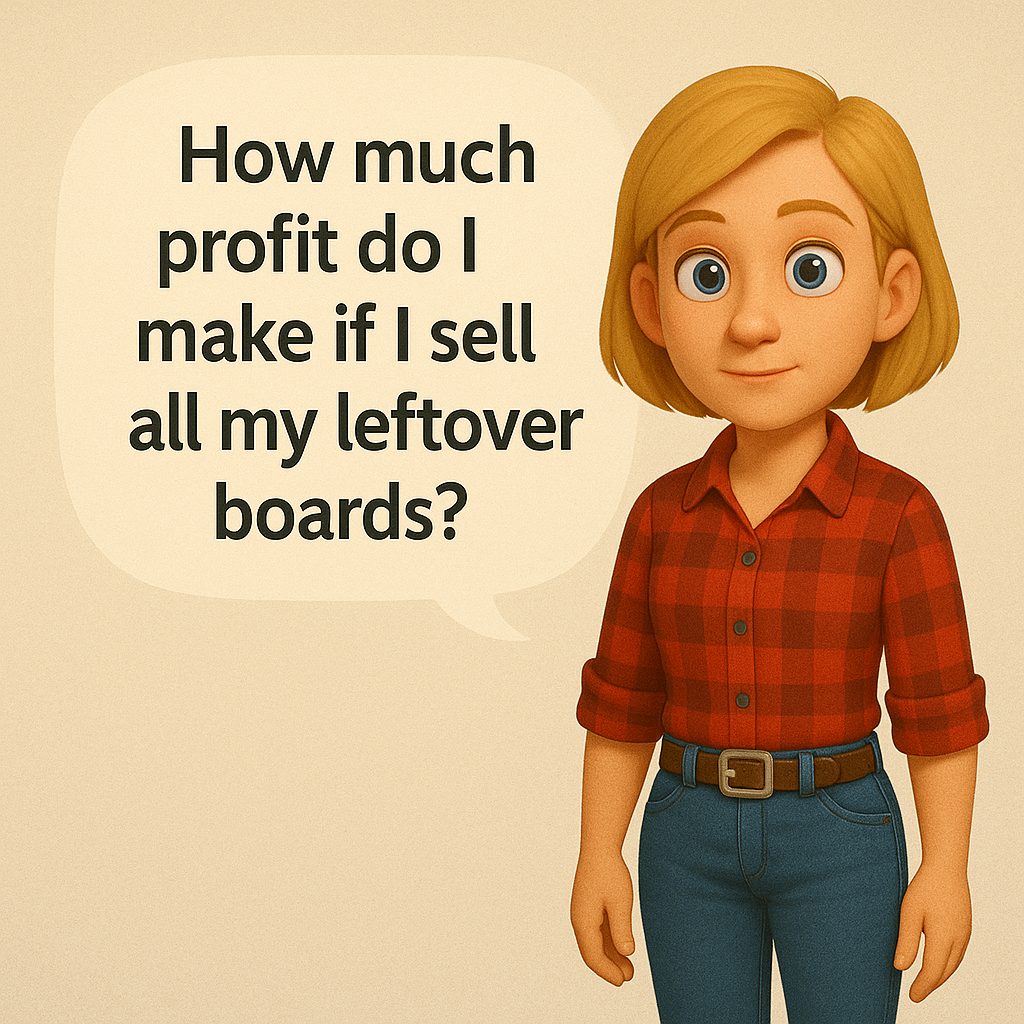 How much
profit do I
make if I sell
all my leftover
boards?